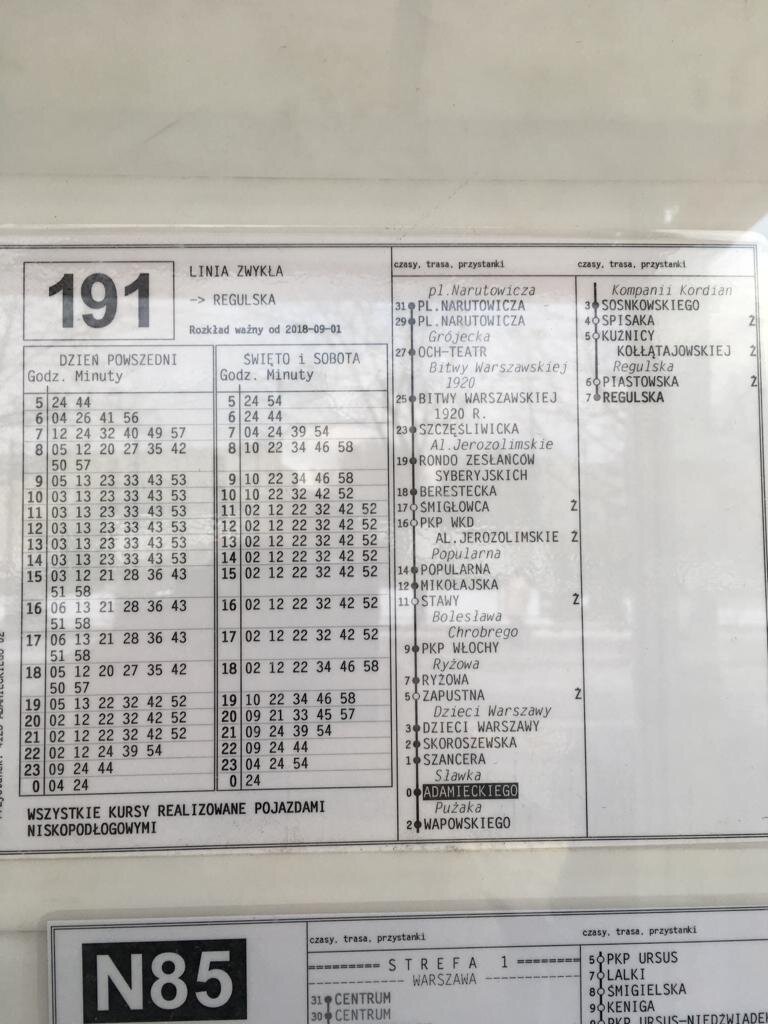 191
LINIA ZWYKŁA
-> REGULSKA
Rozkład ważny od 2018-09-01
DZIEŃ POWSZEDNI
Godz. Minuty
5 24 44
6 04 26 41 56
7 12 24 32 40 49 57
8 05 12 20 27 35 42
50 57
9 05 13 23 33 43 53
10 03 13 23 33 43 53
11 03 13 23 33 43 53
12 03 13 23 33 43 53
13 03 13 23 33 43 53
14 03 13 23 33 43 53
15 03 12 21 28 36 43
51 58
16 06 13 21 28 36 43
51 58
17 06 13 21 28 36 43
51 58
18 05 12 20 27 35 42
50 57
19 05 13 22 32 42 52
20 02 12 22 32 42 52
21 02 12 22 32 42 52
22 02 12 24 39 54
23 09 24 44
0 04 24
ŚWIĘTO i SOBOTA
Godz. Minuty
5 24 54
6 24 44
7 04 24 39 54
8 10 22 34 46 58
9 10 22 34 46 58
10 10 22 32 42 52
11 02 12 22 32 42 52
12 02 12 22 32 42 52
13 02 12 22 32 42 52
14 02 12 22 32 42 52
15 02 12 22 32 42 52
16 02 12 22 32 42 52
17 02 12 22 32 42 52
18 02 12 22 34 46 58
19 10 22 34 46 58
20 09 21 33 45 57
21 09 24 39 54
22 09 24 44
23 04 24 54
0 24
WSZYSTKIE KURSY REALIZOWANE POJAZDAMI
NISKOPODŁOGOWYMI
czasy, trasa, przystanki
pl.Narutowicza
31 PL.NARUTOWICZA
29 PL.NARUTOWICZA
Grójecka
27 OCH-TEATR
Bitwy Warszawskiej
1920
25 BITWY WARSZAWSKIEJ
1920 R.
23 SZCZĘŚLIWICKA
Al.Jerozolimskie
19 RONDO ZESŁAŃCÓW
SYBERYJSKICH
18 BERESTECKA
17 ŚMIGŁOWCA Ż
16 PKP WKD
AL.JEROZOLIMSKIE Ż
Popularna
14 POPULARNA
12 MIKOŁAJSKA
11 STAWY Ż
Bolesława
Chrobrego
9 PKP WŁOCHY
Ryżowa
7 RYŻOWA
5 ZAPUSTNA Ż
Dzieci Warszawy
3 DZIECI WARSZAWY
2 SKOROSZEWSKA
1 SZANCERA
Sławka
0 ADAMIECKIEGO
Pużaka
2 WAPOWSKIEGO
czasy, trasa, przystanki
Kompanii Kordian
3 SOSNKOWSKIEGO
4 SPISAKA Ż
5 KUŹNICY
KOŁŁĄTAJOWSKIEJ Ż
Regulska
6 PIASTOWSKA Ż
7 REGULSKA
N85
czasy, trasa, przystanki
======== S T R E F A 1 ========
WARSZAWA
31 CENTRUM
30 CENTRUM
czasy, trasa, przystanki
5 PKP URSUS
7 LALKI
8 ŚMIGIELSKA
9 KENIGA
PKP URSUS-NIEDŹWIADEK